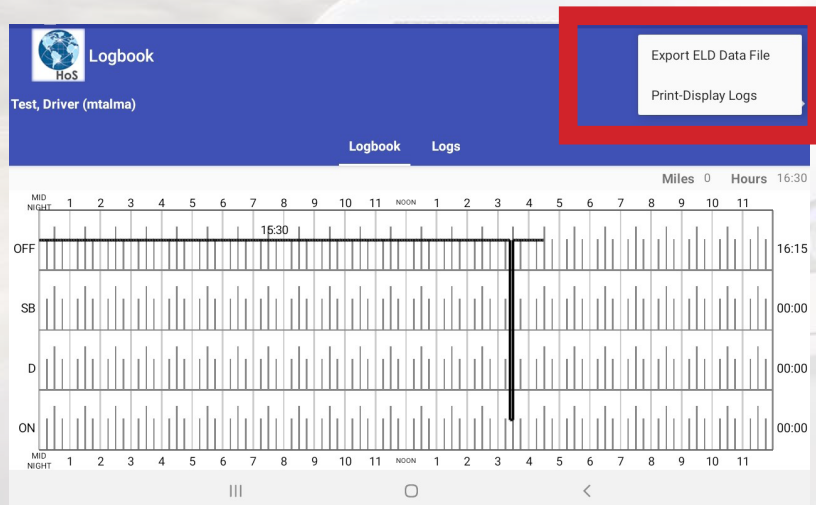 Logbook
HoS
Export ELD Data File
Print-Display Logs
Test, Driver (mtalma)
Logbook Logs
Miles 0 Hours 16:30
MID NIGHT 1 2 3 4 5 6 7 8 9 10 11 NOON 1 2 3 4 5 6 7 8 9 10 11
15:30
OFF 16:15
SB 00:00
D 00:00
ON 00:00
MID NIGHT 1 2 3 4 5 6 7 8 9 10 11 NOON 1 2 3 4 5 6 7 8 9 10 11